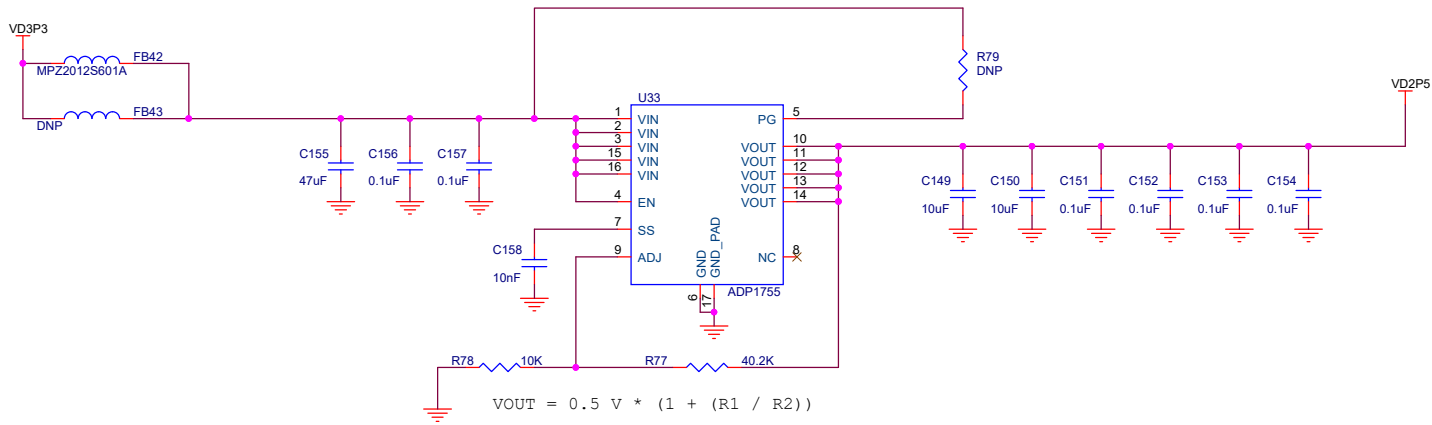 VD3P3
FB42
MPZ2012S601A
FB43
DNP
R79
DNP
VD2P5
U33
1 VIN PG 5
2 VIN VOUT 10
3 VIN VOUT 11
15 VIN VOUT 12
16 VIN VOUT 13
4 EN VOUT 14
7 SS
9 ADJ NC 8
GND
GND_PAD
6
17
ADP1755
C155
47uF
C156
0.1uF
C157
0.1uF
C158
10nF
C149
10uF
C150
10uF
C151
0.1uF
C152
0.1uF
C153
0.1uF
C154
0.1uF
R78 10K
R77 40.2K
VOUT = 0.5 V * (1 + (R1 / R2))